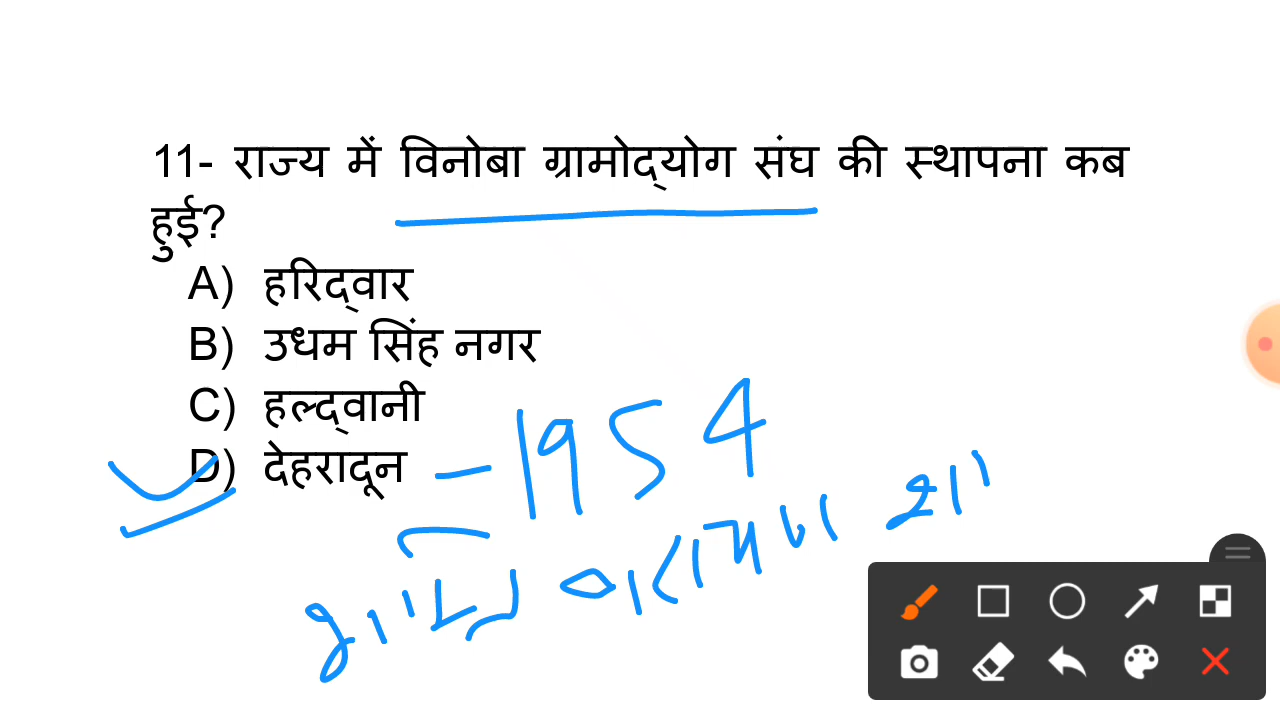 11- राज्य में विनोबा ग्रामोद्योग संघ की स्थापना कब
हुई?
A) हरिद्वार
B) उधम सिंह नगर
C) हल्द्वानी
D) देहरादून - 1954